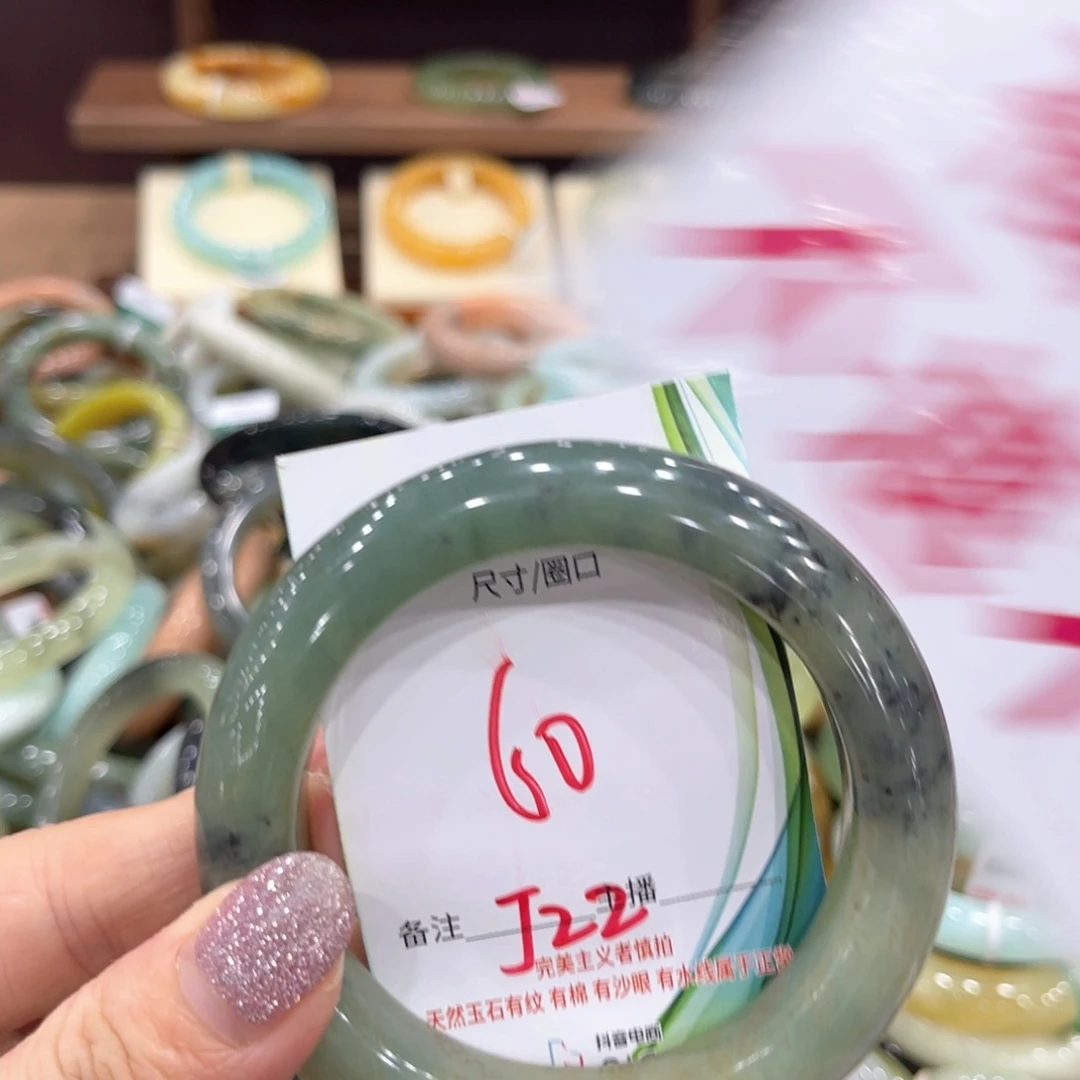 尺寸/圈口
60
备注 J22 主播
完美主义者慎拍
天然玉石有纹 有棉 有沙眼 有水线属于正常
抖音电商